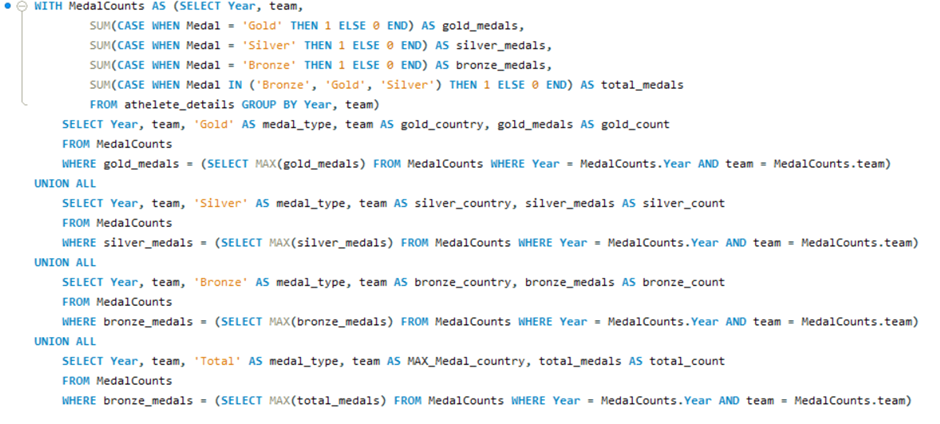 WITH MedalCounts AS (SELECT Year, team,
SUM(CASE WHEN Medal = 'Gold' THEN 1 ELSE 0 END) AS gold_medals,
SUM(CASE WHEN Medal = 'Silver' THEN 1 ELSE 0 END) AS silver_medals,
SUM(CASE WHEN Medal = 'Bronze' THEN 1 ELSE 0 END) AS bronze_medals,
SUM(CASE WHEN Medal IN ('Bronze', 'Gold', 'Silver') THEN 1 ELSE 0 END) AS total_medals
FROM athelete_details GROUP BY Year, team)
SELECT Year, team, 'Gold' AS medal_type, team AS gold_country, gold_medals AS gold_count
FROM MedalCounts
WHERE gold_medals = (SELECT MAX(gold_medals) FROM MedalCounts WHERE Year = MedalCounts.Year AND team = MedalCounts.team)
UNION ALL
SELECT Year, team, 'Silver' AS medal_type, team AS silver_country, silver_medals AS silver_count
FROM MedalCounts
WHERE silver_medals = (SELECT MAX(silver_medals) FROM MedalCounts WHERE Year = MedalCounts.Year AND team = MedalCounts.team)
UNION ALL
SELECT Year, team, 'Bronze' AS medal_type, team AS bronze_country, bronze_medals AS bronze_count
FROM MedalCounts
WHERE bronze_medals = (SELECT MAX(bronze_medals) FROM MedalCounts WHERE Year = MedalCounts.Year AND team = MedalCounts.team)
UNION ALL
SELECT Year, team, 'Total' AS medal_type, team AS MAX_Medal_country, total_medals AS total_count
FROM MedalCounts
WHERE bronze_medals = (SELECT MAX(total_medals) FROM MedalCounts WHERE Year = MedalCounts.Year AND team = MedalCounts.team)